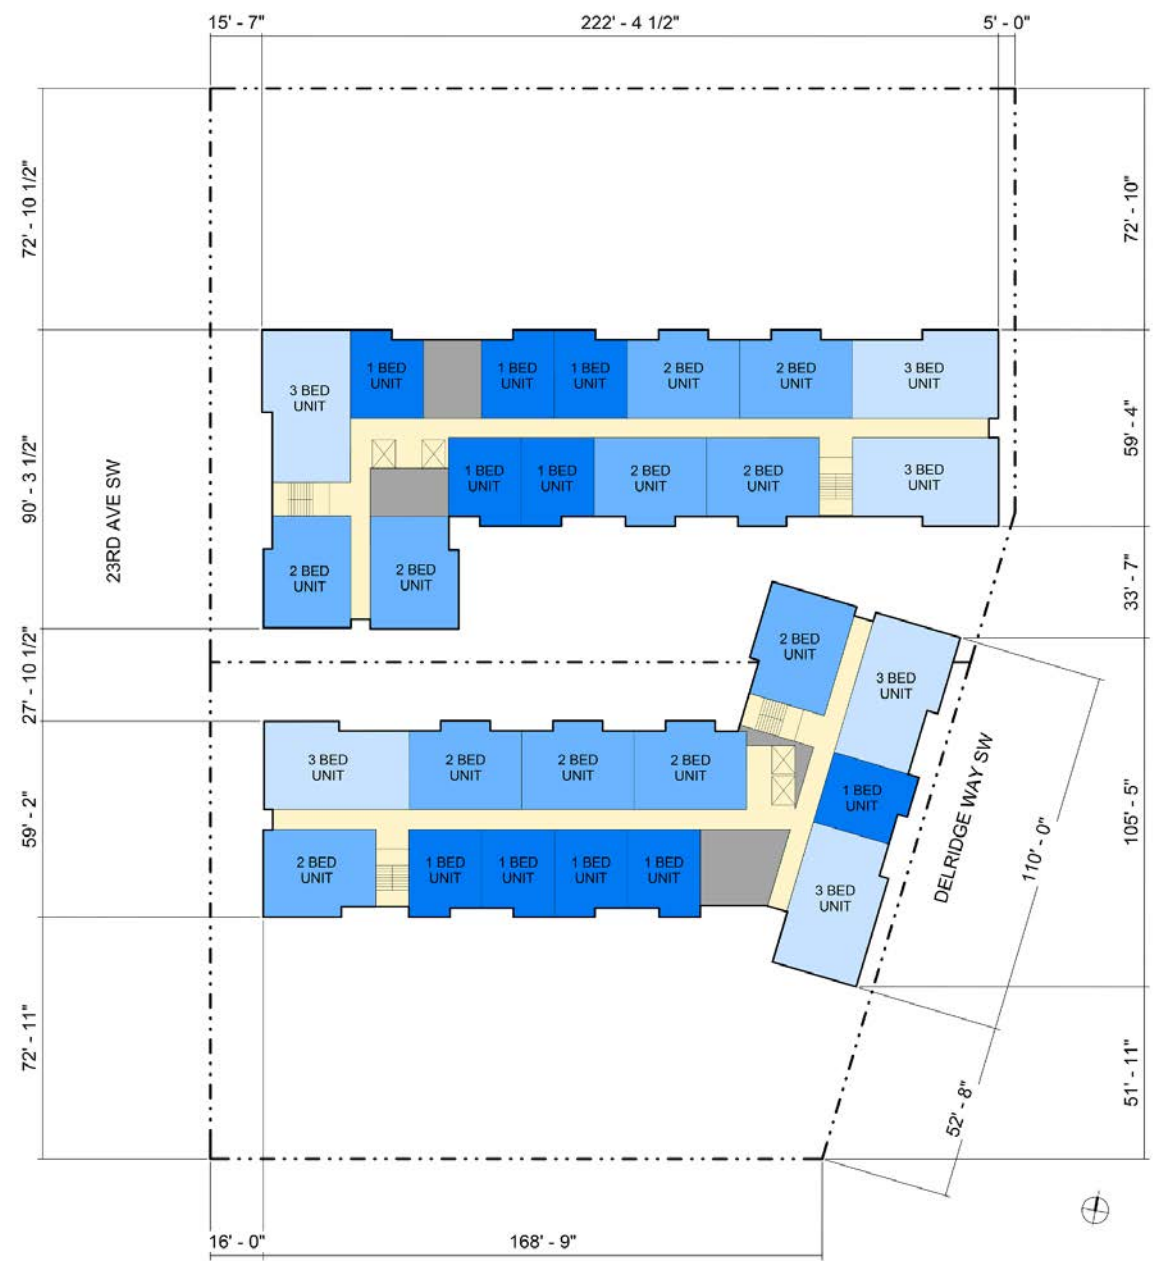 15' - 7"
222' - 4 1/2"
5' - 0"
72' - 10 1/2"
72' - 10"
3 BED
UNIT
1 BED
UNIT
1 BED
UNIT
1 BED
UNIT
2 BED
UNIT
2 BED
UNIT
3 BED
UNIT
90' - 3 1/2"
23RD AVE SW
59' - 4"
1 BED
UNIT
1 BED
UNIT
2 BED
UNIT
2 BED
UNIT
3 BED
UNIT
2 BED
UNIT
2 BED
UNIT
33' - 7"
27' - 10 1/2"
2 BED
UNIT
3 BED
UNIT
3 BED
UNIT
2 BED
UNIT
2 BED
UNIT
2 BED
UNIT
1 BED
UNIT
DELRIDGE WAY SW
59' - 2"
105' - 5"
110' - 0"
2 BED
UNIT
1 BED
UNIT
1 BED
UNIT
1 BED
UNIT
1 BED
UNIT
3 BED
UNIT
72' - 11"
51' - 11"
52' - 8"
16' - 0"
168' - 9"